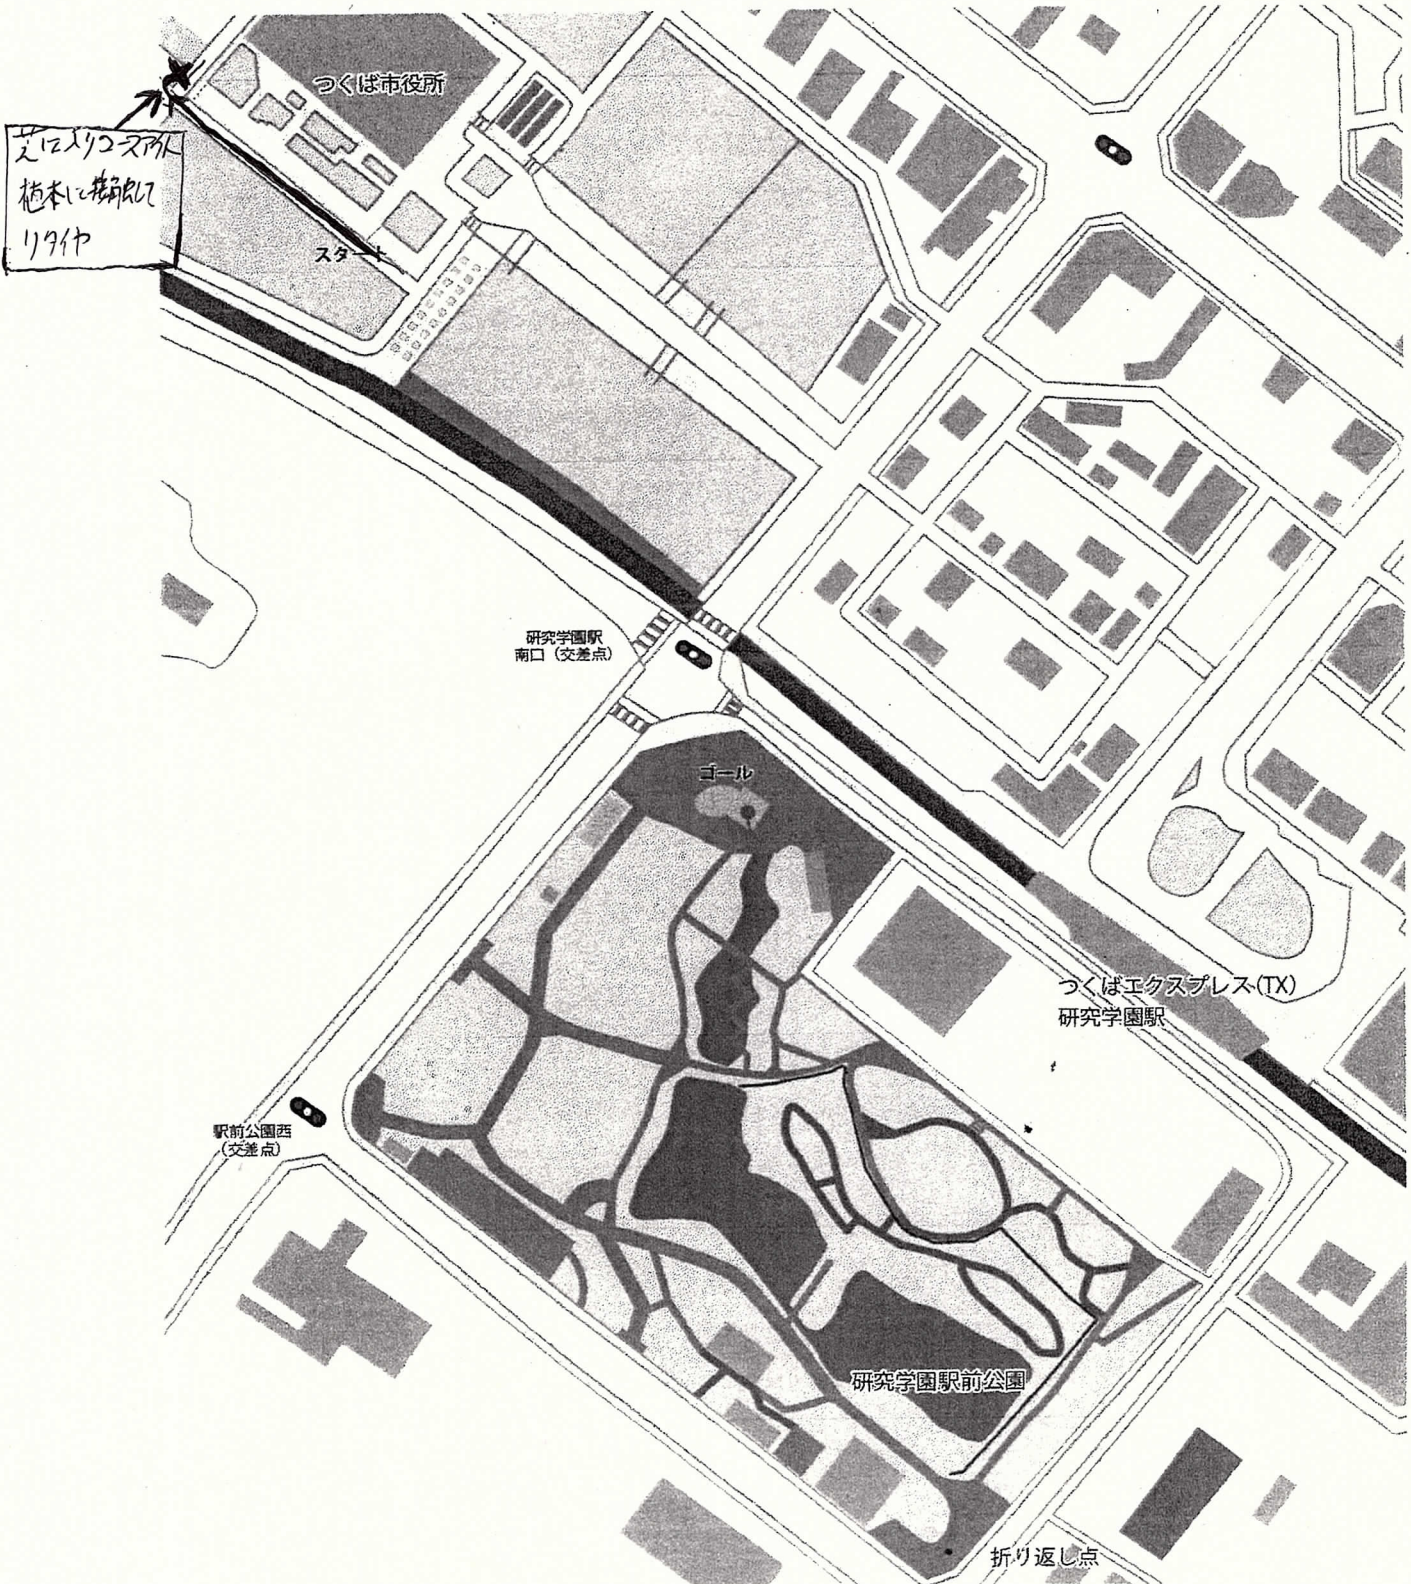 つくば市役所
芝に入りコースアウト
植木に接触して
リタイヤ
スタート
研究学園駅
南口(交差点)
ゴール
つくばエクスプレス(TX)
研究学園駅
駅前公園西
(交差点)
研究学園駅前公園
折り返し点